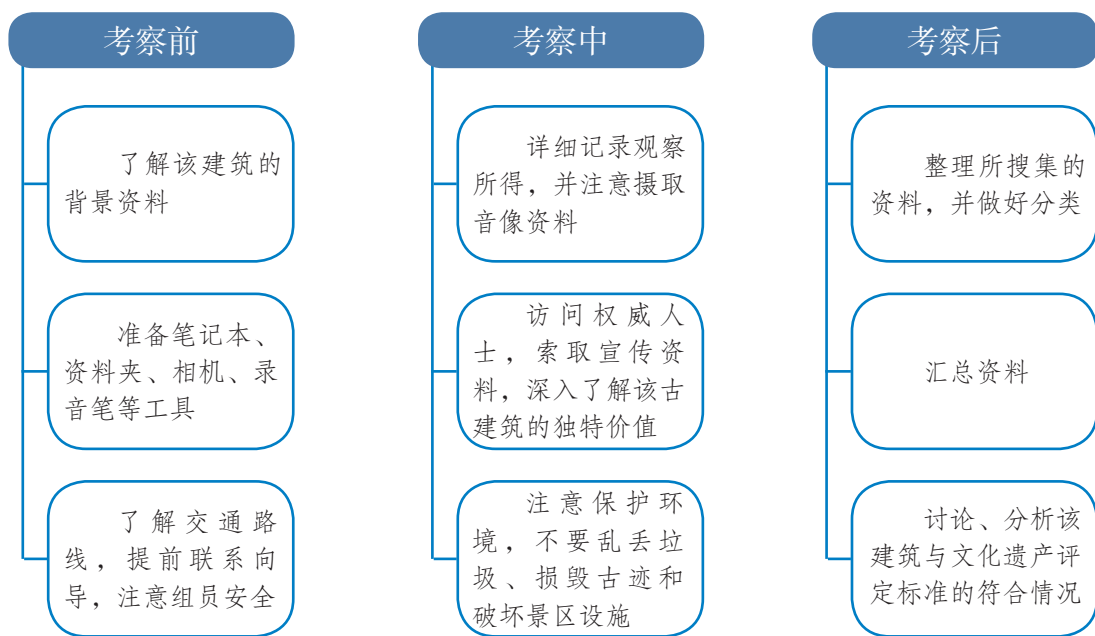 考察前
了解该建筑的
背景资料
准备笔记本、
资料夹、相机、录
音笔等工具
了解交通路
线，提前联系向
导，注意组员安全
考察中
详细记录观察
所得，并注意摄取
音像资料
访问权威人
士，索取宣传资
料，深入了解该古
建筑的独特价值
注意保护环
境，不要乱丢垃
圾、损毁古迹和
破坏景区设施
考察后
整理所搜集的
资料，并做好分类
汇总资料
讨论、分析该
建筑与文化遗产评
定标准的符合情况